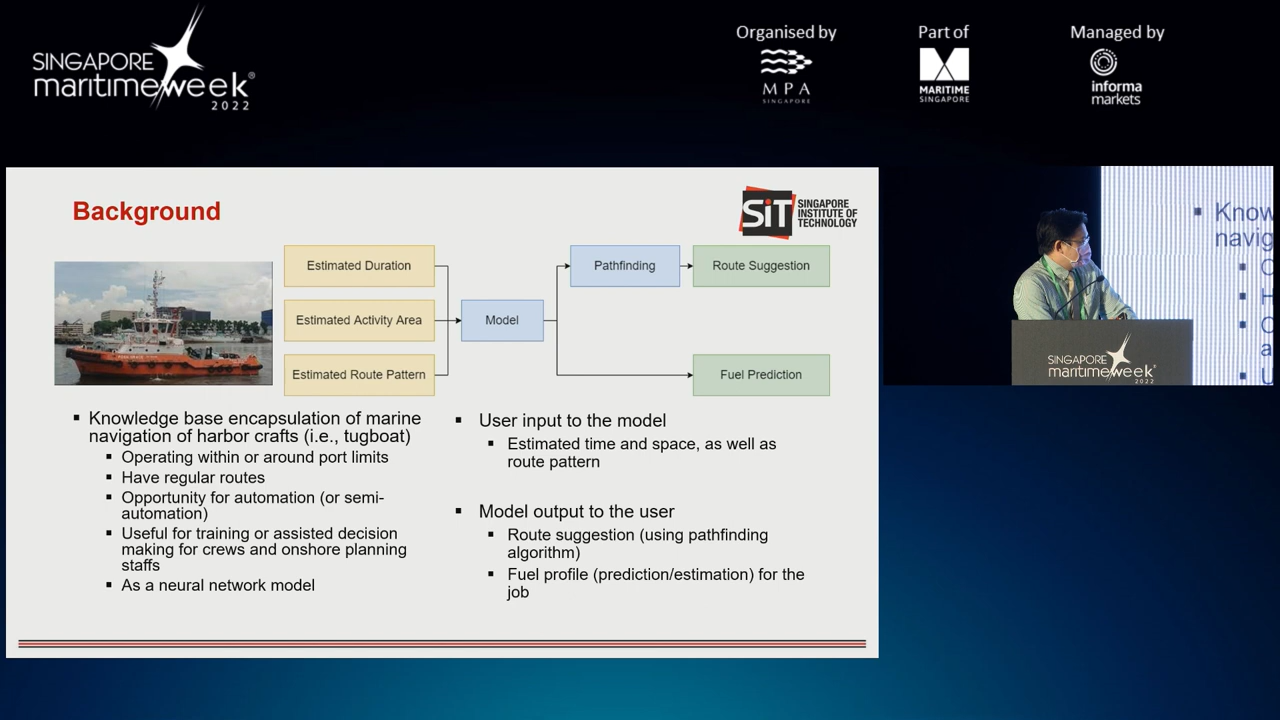 SINGAPORE
maritimeweek®
2022
Organised by
MPA
SINGAPORE
Part of
MARITIME
SINGAPORE
Managed by
informa
markets
Background
SiT SINGAPORE
INSTITUTE OF
TECHNOLOGY
Estimated Duration
Estimated Activity Area
Estimated Route Pattern
Model
Pathfinding
Route Suggestion
Fuel Prediction
▪ Knowledge base encapsulation of marine
navigation of harbor crafts (i.e., tugboat)
▪ Operating within or around port limits
▪ Have regular routes
▪ Opportunity for automation (or semi-
automation)
▪ Useful for training or assisted decision
making for crews and onshore planning
staffs
▪ As a neural network model
▪ User input to the model
▪ Estimated time and space, as well as
route pattern
▪ Model output to the user
▪ Route suggestion (using pathfinding
algorithm)
▪ Fuel profile (prediction/estimation) for the
job
▪ Know
navig
SINGAPORE
maritimeweek®
2022